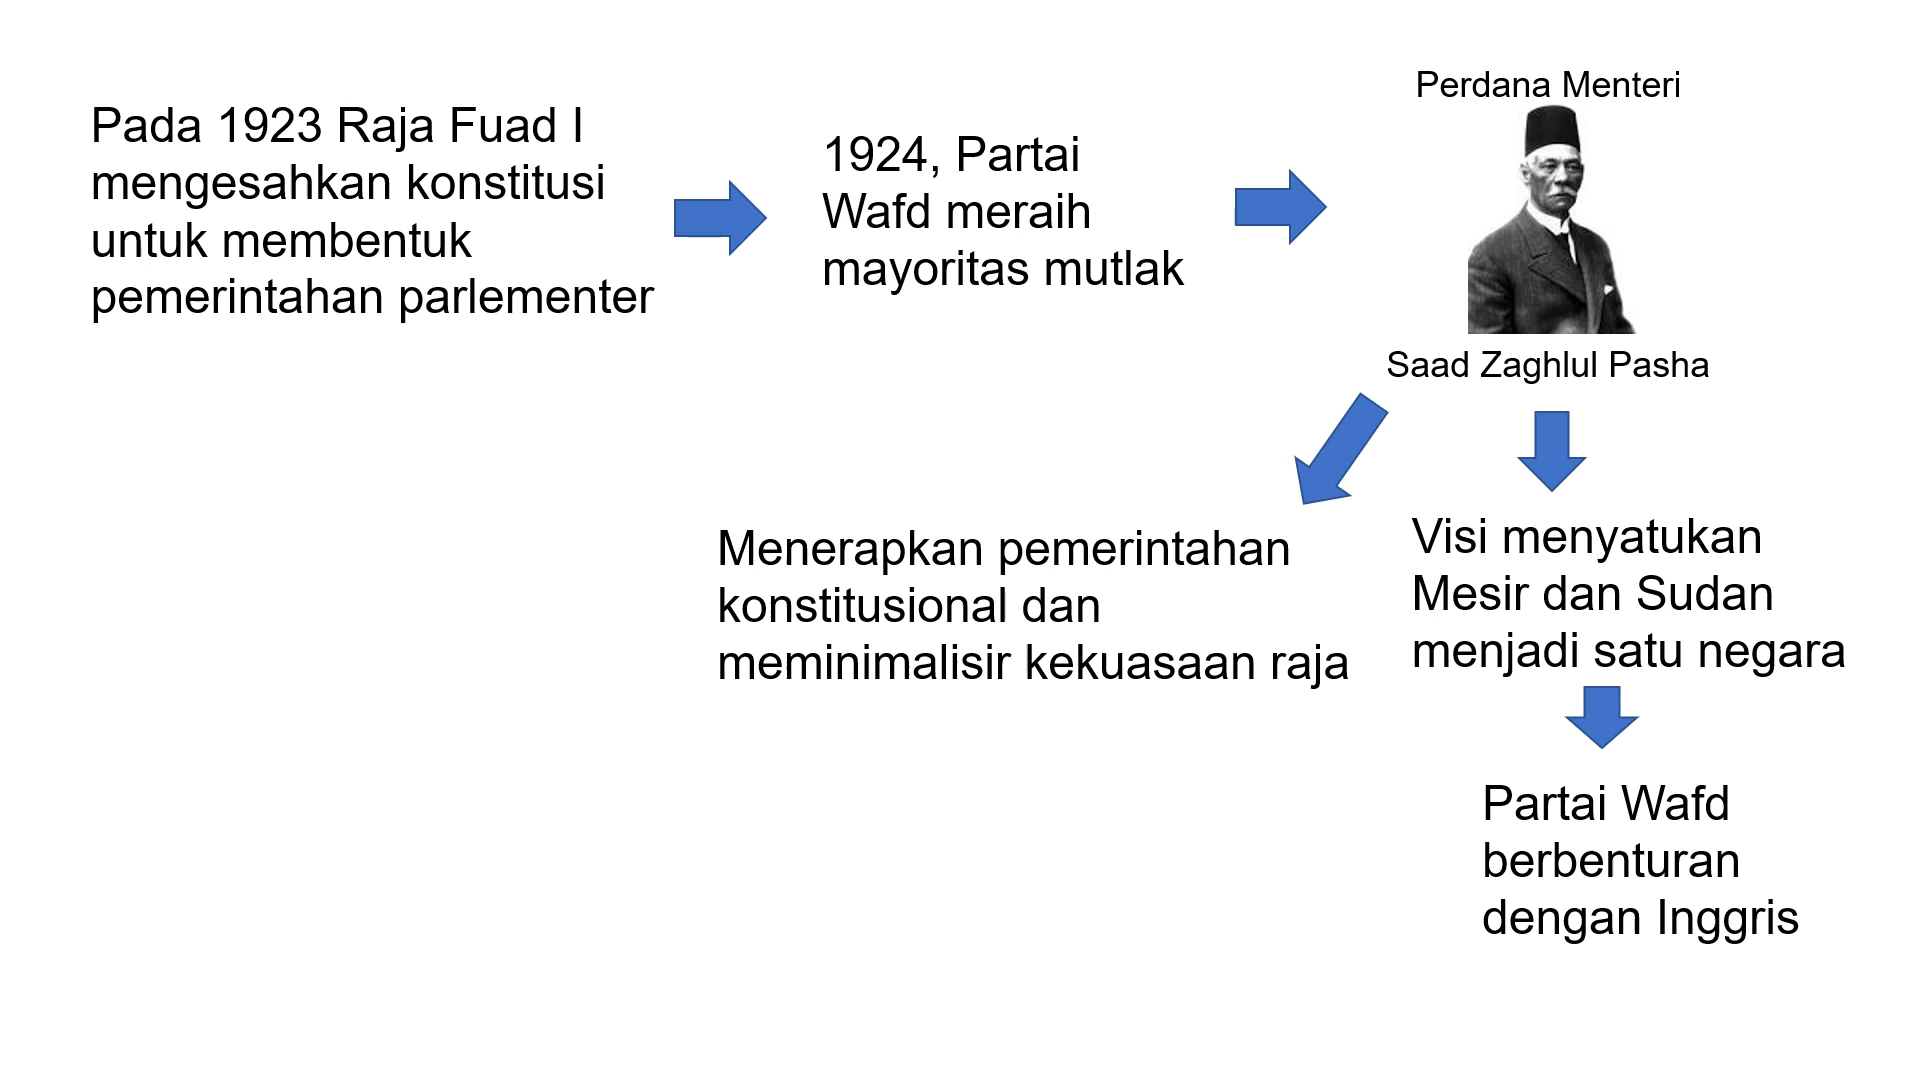 Pada 1923 Raja Fuad I
mengesahkan konstitusi
untuk membentuk
pemerintahan parlementer
1924, Partai
Wafd meraih
mayoritas mutlak
Perdana Menteri
Saad Zaghlul Pasha
Menerapkan pemerintahan
konstitusional dan
meminimalisir kekuasaan raja
Visi menyatukan
Mesir dan Sudan
menjadi satu negara
Partai Wafd
berbenturan
dengan Inggris